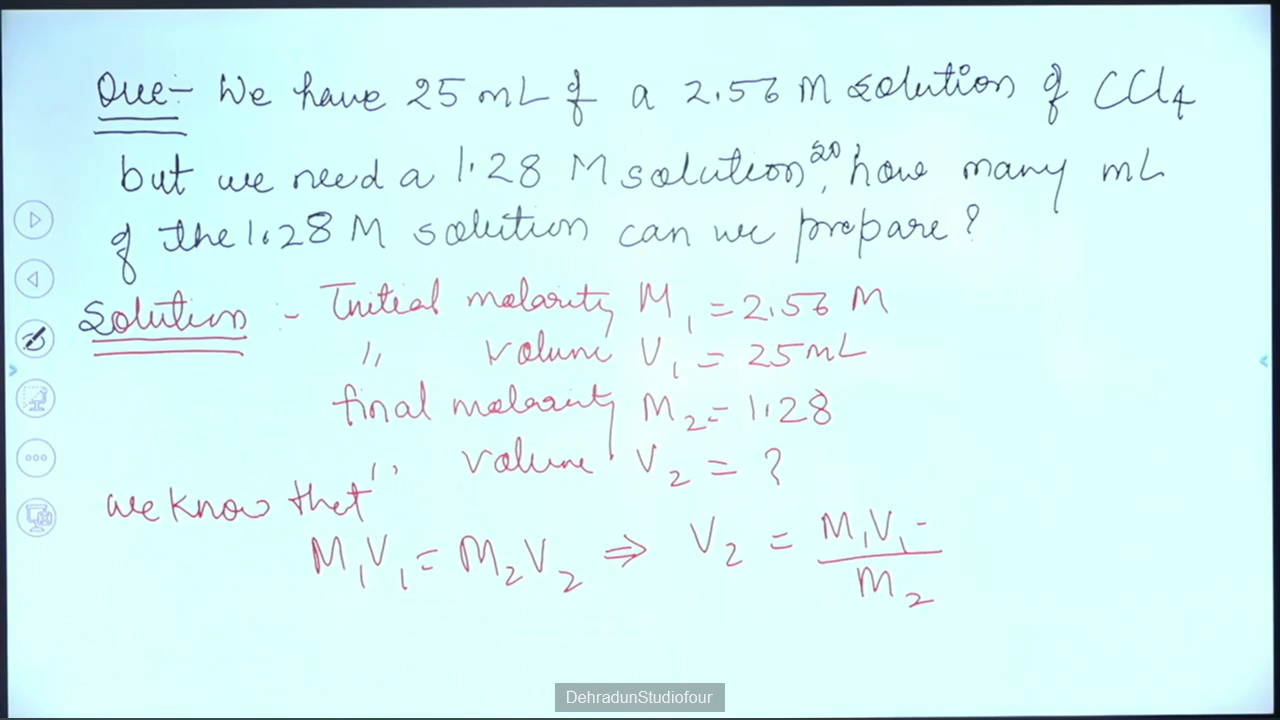 Que:- We have 25 mL of a 2.56 M solution of CCl4
but we need a 1.28 M solution, so how many mL
of the 1.28 M solution can we prepare?
Solution :- Initial molarity M1 = 2.56 M
" volume V1 = 25 mL
final molarity M2 = 1.28
" volume V2 = ?
we know that
M1V1 = M2V2 ⇒ V2 = M1V1 -
M2
DehradunStudiofour